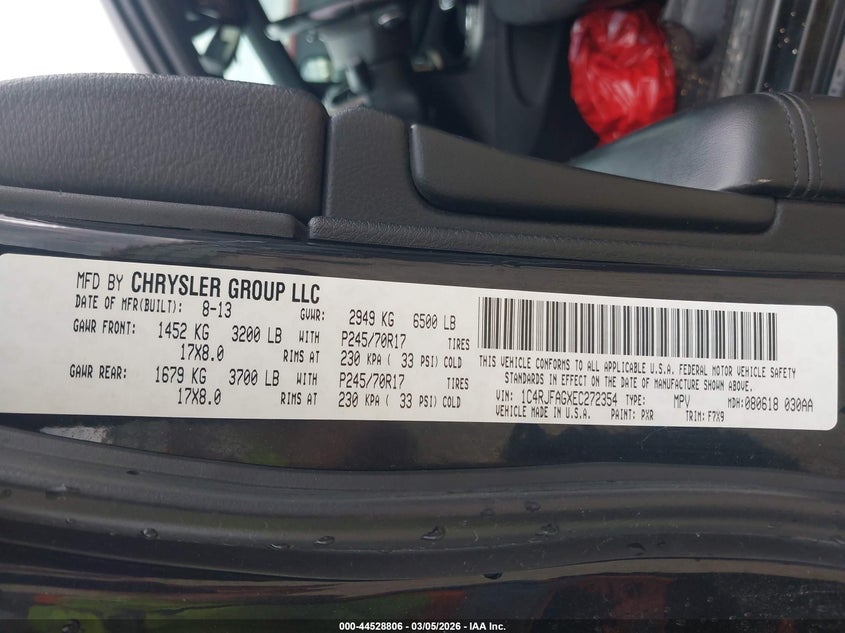 MFD BY CHRYSLER GROUP LLC
DATE OF MFR(BUILT): 8-13 GVWR: 2949 KG 6500 LB
GAWR FRONT: 1452 KG 3200 LB WITH P245/70R17 TIRES
17X8.0 RIMS AT 230 KPA ( 33 PSI) COLD
GAWR REAR: 1679 KG 3700 LB WITH P245/70R17 TIRES
17X8.0 RIMS AT 230 KPA ( 33 PSI) COLD
THIS VEHICLE CONFORMS TO ALL APPLICABLE U.S.A. FEDERAL MOTOR VEHICLE SAFETY
STANDARDS IN EFFECT ON THE DATE OF MANUFACTURE SHOWN ABOVE.
VIN: 1C4RJFAGXEC272354 TYPE: MPV MDH: 080618 030AA
VEHICLE MADE IN U.S.A. PAINT: PXR TRIM: F7X9
000-44528806 - 03/05/2026 - IAA Inc.